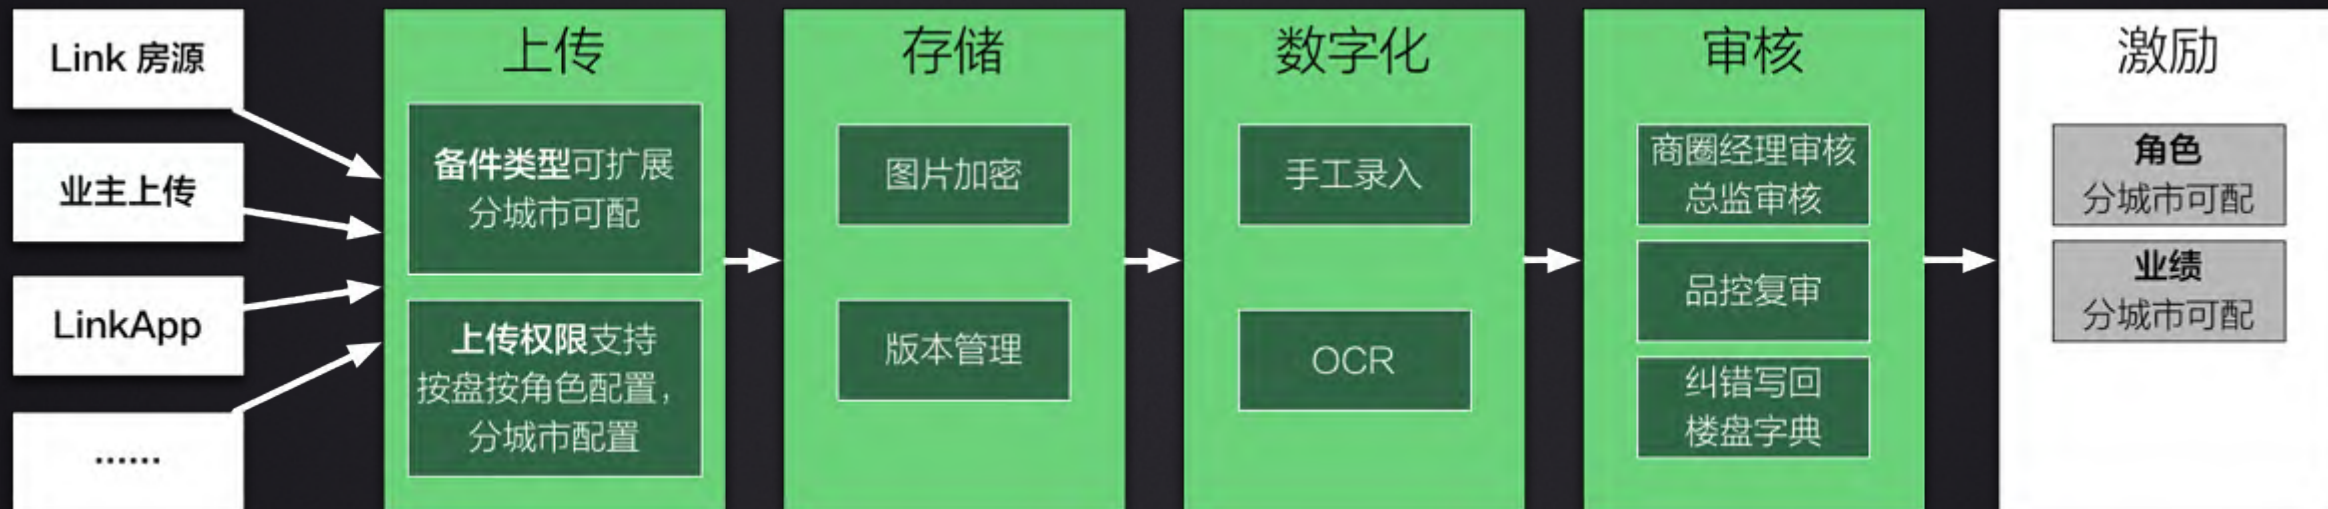 Link 房源
业主上传
LinkApp
......
上传
备件类型可扩展
分城市可配
上传权限支持
按盘按角色配置，
分城市配置
存储
图片加密
版本管理
数字化
手工录入
OCR
审核
商圈经理审核
总监审核
品控复审
纠错写回
楼盘字典
激励
角色
分城市可配
业绩
分城市可配